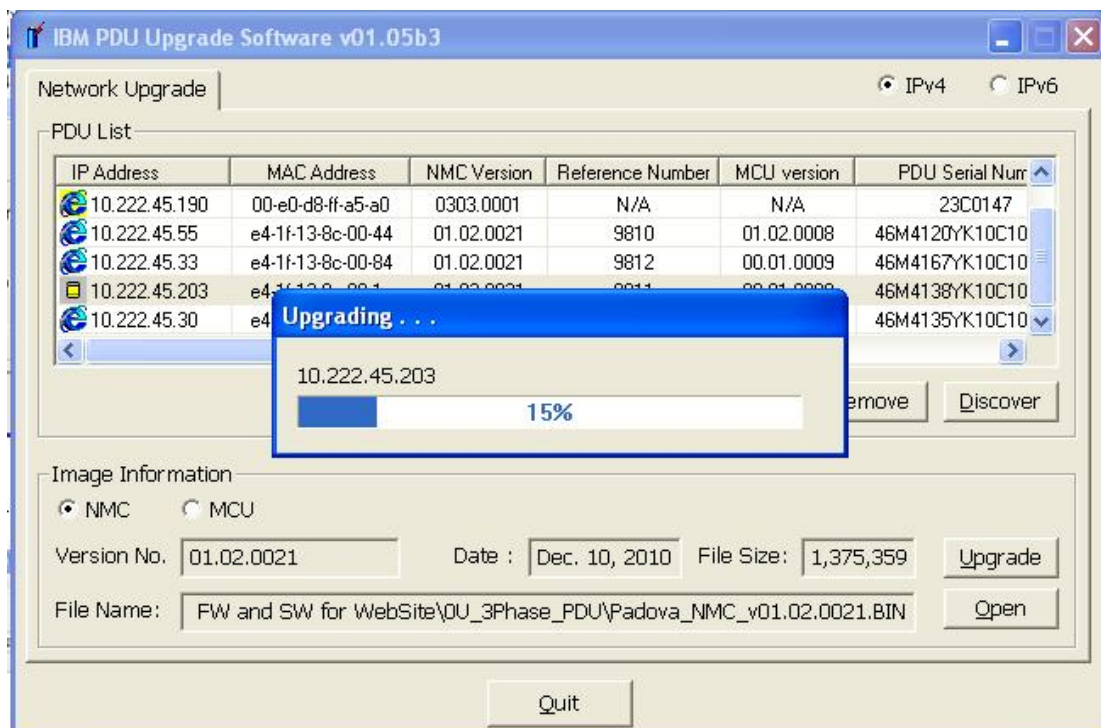 IBM PDU Upgrade Software v01.05b3
Network Upgrade IPv4 IPv6
PDU List
IP Address MAC Address NMC Version Reference Number MCU version PDU Serial Num
10.222.45.190 00-e0-d8-ff-a5-a0 0303.0001 N/A N/A 23C0147
10.222.45.55 e4-1f-13-8c-00-44 01.02.0021 9810 01.02.0008 46M4120YK10C10
10.222.45.33 e4-1f-13-8c-00-84 01.02.0021 9812 00.01.0009 46M4167YK10C10
10.222.45.203 46M4138YK10C10
10.222.45.30 e4 46M4135YK10C10
Upgrading . . .
10.222.45.203
15%
emove Discover
Image Information
NMC MCU
Version No. 01.02.0021 Date : Dec. 10, 2010 File Size: 1,375,359 Upgrade
File Name: FW and SW for WebSite\0U_3Phase_PDU\Padova_NMC_v01.02.0021.BIN Open
Quit